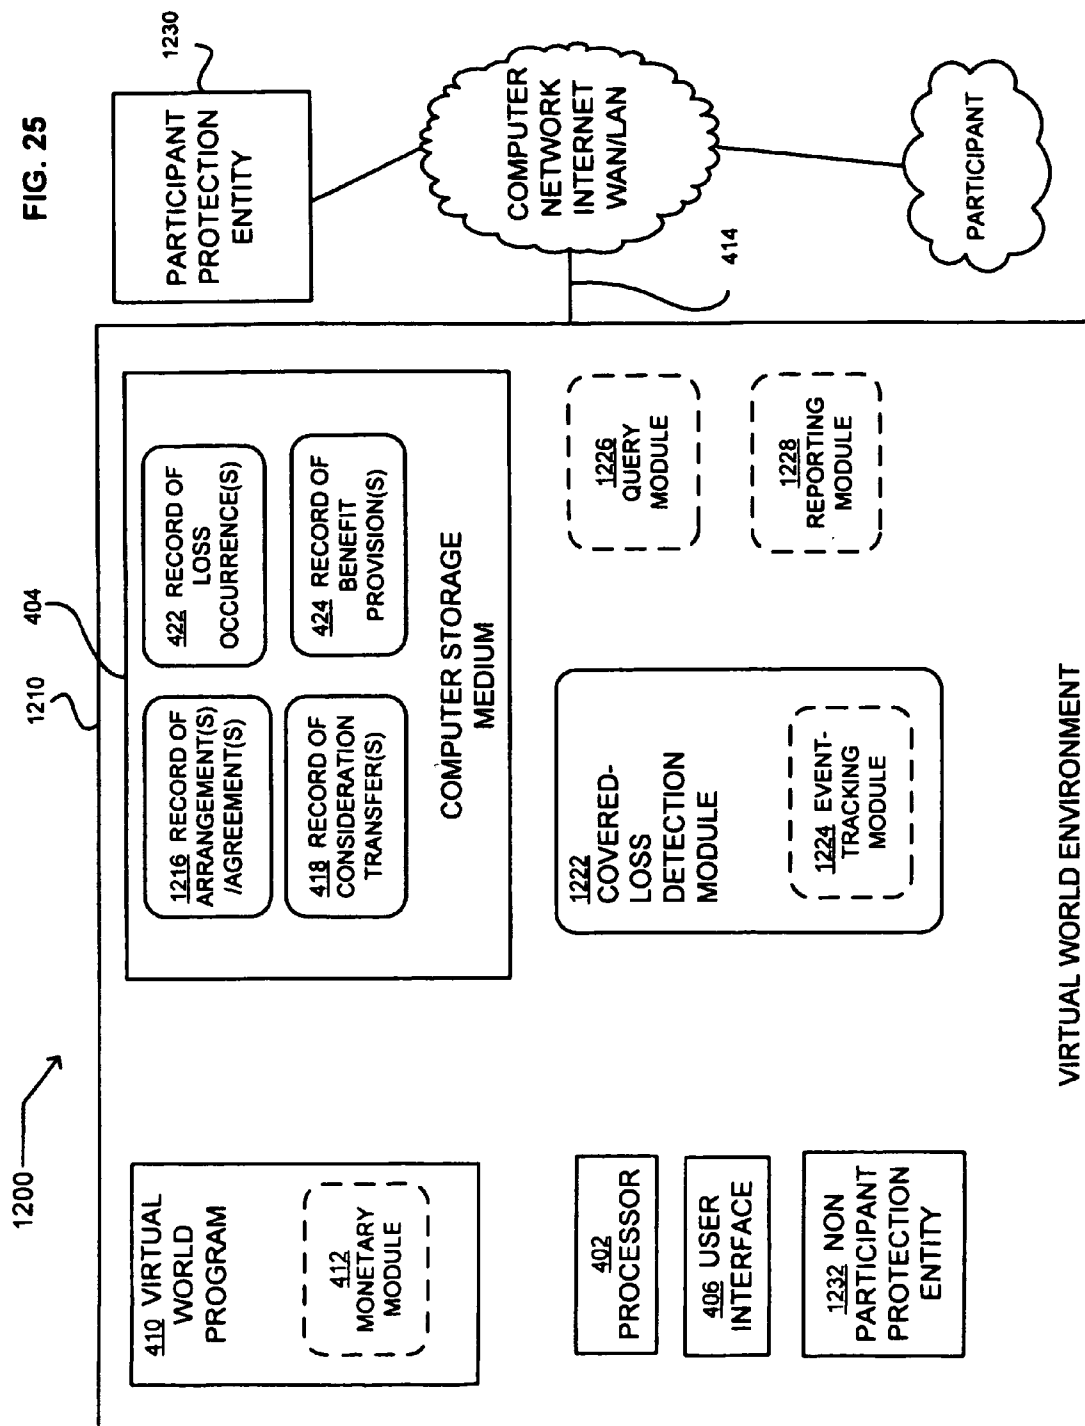 FIG. 25
1200
1210
404
1230
410 VIRTUAL
WORLD
PROGRAM
412
MONETARY
MODULE
1216 RECORD OF
ARRANGEMENT(S)
/AGREEMENT(S)
422 RECORD OF
LOSS
OCCURRENCE(S)
418 RECORD OF
CONSIDERATION
TRANSFER(S)
424 RECORD OF
BENEFIT
PROVISION(S)
COMPUTER STORAGE
MEDIUM
PARTICIPANT
PROTECTION
ENTITY
402
PROCESSOR
406 USER
INTERFACE
1232 NON
PARTICIPANT
PROTECTION
ENTITY
1222
COVERED-
LOSS
DETECTION
MODULE
1224 EVENT-
TRACKING
MODULE
1226
QUERY
MODULE
1228
REPORTING
MODULE
COMPUTER
NETWORK
INTERNET
WAN/LAN
414
PARTICIPANT
VIRTUAL WORLD ENVIRONMENT